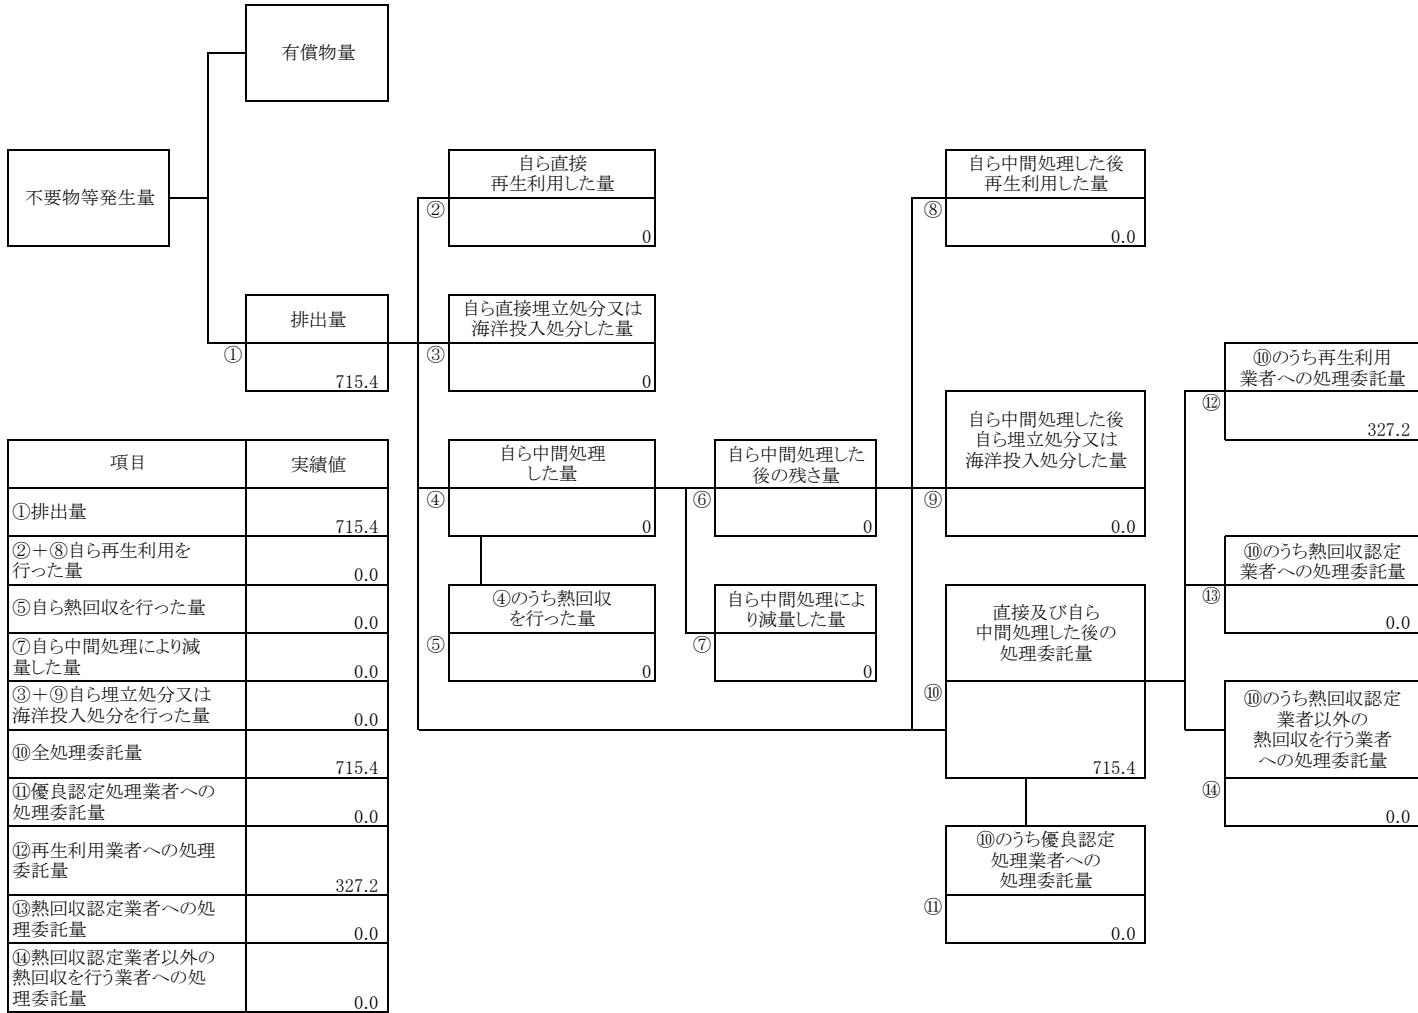 有償物量
不要物等発生量
自ら直接
再生利用した量
②
0
自ら中間処理した後
再生利用した量
⑧
0.0
排出量
①
715.4
自ら直接埋立処分又は
海洋投入処分した量
③
0
⑩のうち再生利用
業者への処理委託量
⑫
327.2
自ら中間処理
した量
④
0
自ら中間処理した
後の残さ量
⑥
0
自ら中間処理した後
自ら埋立処分又は
海洋投入処分した量
⑨
0.0
⑩のうち熱回収認定
業者への処理委託量
⑬
0.0
④のうち熱回収
を行った量
⑤
0
自ら中間処理によ
り減量した量
⑦
0
直接及び自ら
中間処理した後の
処理委託量
⑩
715.4
⑩のうち熱回収認定
業者以外の
熱回収を行う業者
への処理委託量
⑭
0.0
⑩のうち優良認定
処理業者への
処理委託量
⑪
0.0
項目 実績値
①排出量
715.4
②＋⑧自ら再生利用を
行った量 0.0
⑤自ら熱回収を行った量
0.0
⑦自ら中間処理により減
量した量 0.0
③＋⑨自ら埋立処分又は
海洋投入処分を行った量 0.0
⑩全処理委託量
715.4
⑪優良認定処理業者への
処理委託量 0.0
⑫再生利用業者への処理
委託量
327.2
⑬熱回収認定業者への処
理委託量 0.0
⑭熱回収認定業者以外の
熱回収を行う業者への処
理委託量 0.0